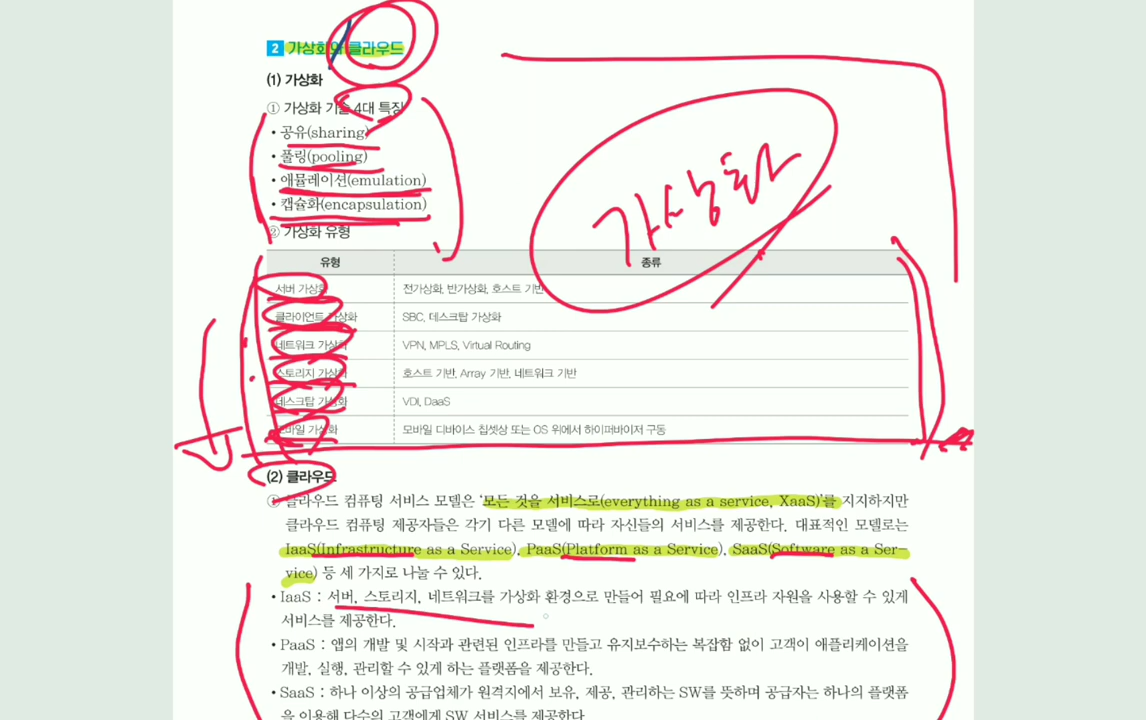 2 가상화와 클라우드
(1) 가상화
① 가상화 기술 4대 특징
• 공유(sharing)
• 풀링(pooling)
• 애뮬레이션(emulation)
• 캡슐화(encapsulation)
② 가상화 유형
유형 종류
서버 가상화 전가상화, 반가상화, 호스트 기반
클라이언트 가상화 SBC, 데스크탑 가상화
네트워크 가상화 VPN, MPLS, Virtual Routing
스토리지 가상화 호스트 기반, Array 기반, 네트워크 기반
데스크탑 가상화 VDI, DaaS
모바일 가상화 모바일 디바이스 칩셋상 또는 OS 위에서 하이퍼바이저 구동
가상화
(2) 클라우드
① 클라우드 컴퓨팅 서비스 모델은 '모든 것을 서비스로(everything as a service, XaaS)'를 지지하지만
클라우드 컴퓨팅 제공자들은 각기 다른 모델에 따라 자신들의 서비스를 제공한다. 대표적인 모델로는
IaaS(Infrastructure as a Service), PaaS(Platform as a Service), SaaS(Software as a Ser-
vice) 등 세 가지로 나눌 수 있다.
• IaaS : 서버, 스토리지, 네트워크를 가상화 환경으로 만들어 필요에 따라 인프라 자원을 사용할 수 있게
서비스를 제공한다.
• PaaS : 앱의 개발 및 시작과 관련된 인프라를 만들고 유지보수하는 복잡함 없이 고객이 애플리케이션을
개발, 실행, 관리할 수 있게 하는 플랫폼을 제공한다.
• SaaS : 하나 이상의 공급업체가 원격지에서 보유, 제공, 관리하는 SW를 뜻하며 공급자는 하나의 플랫폼
을 이용해 다수의 고객에게 SW 서비스를 제공한다.